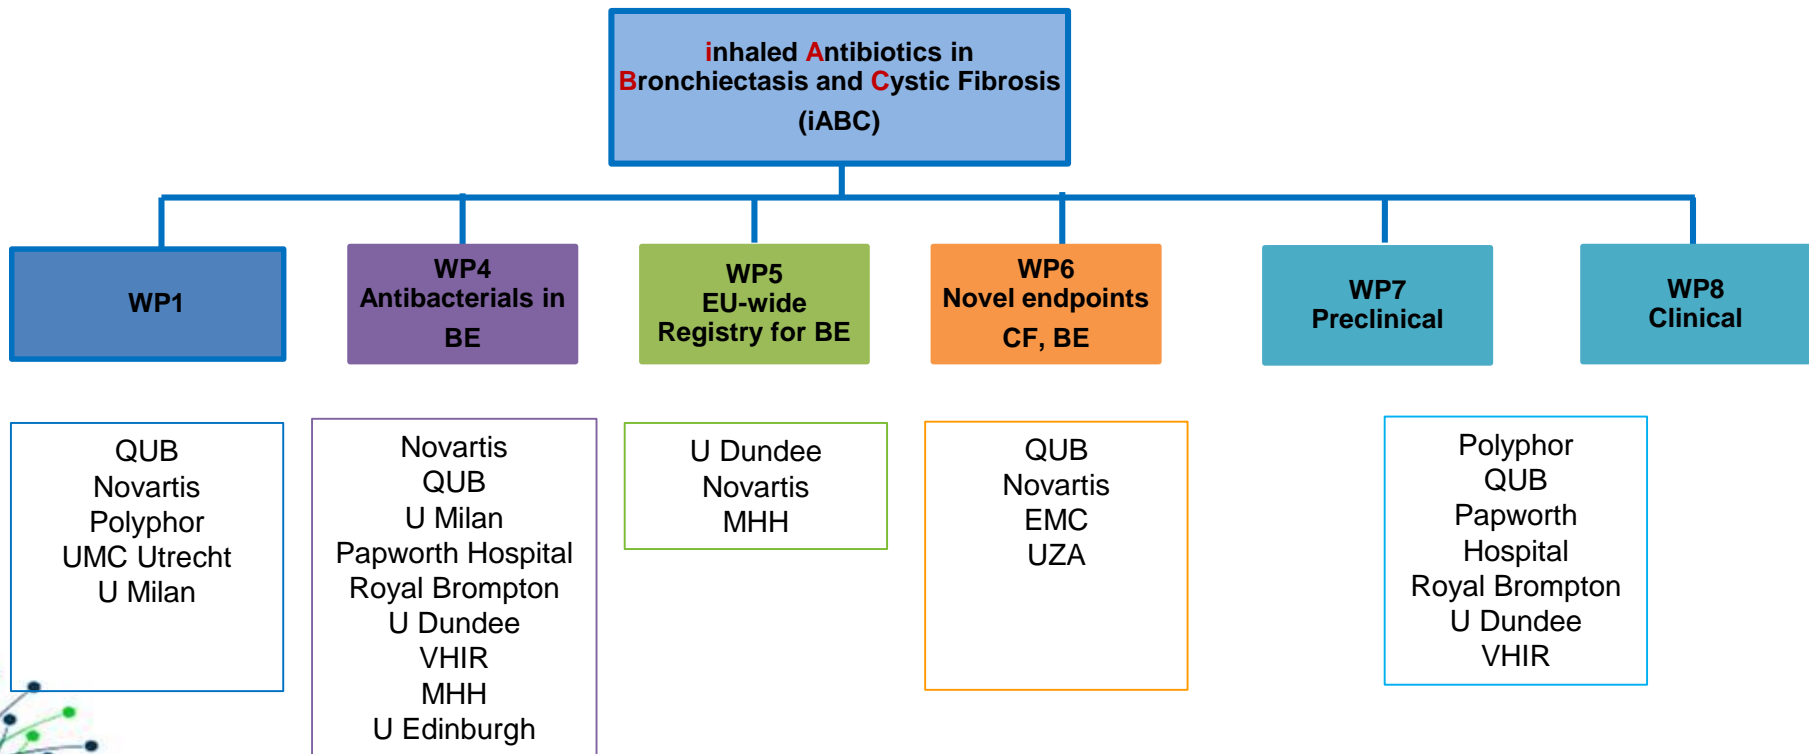 inhaled Antibiotics in
Bronchiectasis and Cystic Fibrosis
(iABC)
WP1
WP4
Antibacterials in
BE
WP5
EU-wide
Registry for BE
WP6
Novel endpoints
CF, BE
WP7
Preclinical
WP8
Clinical
QUB
Novartis
Polyphor
UMC Utrecht
U Milan
Novartis
QUB
U Milan
Papworth Hospital
Royal Brompton
U Dundee
VHIR
MHH
U Edinburgh
U Dundee
Novartis
MHH
QUB
Novartis
EMC
UZA
Polyphor
QUB
Papworth
Hospital
Royal Brompton
U Dundee
VHIR